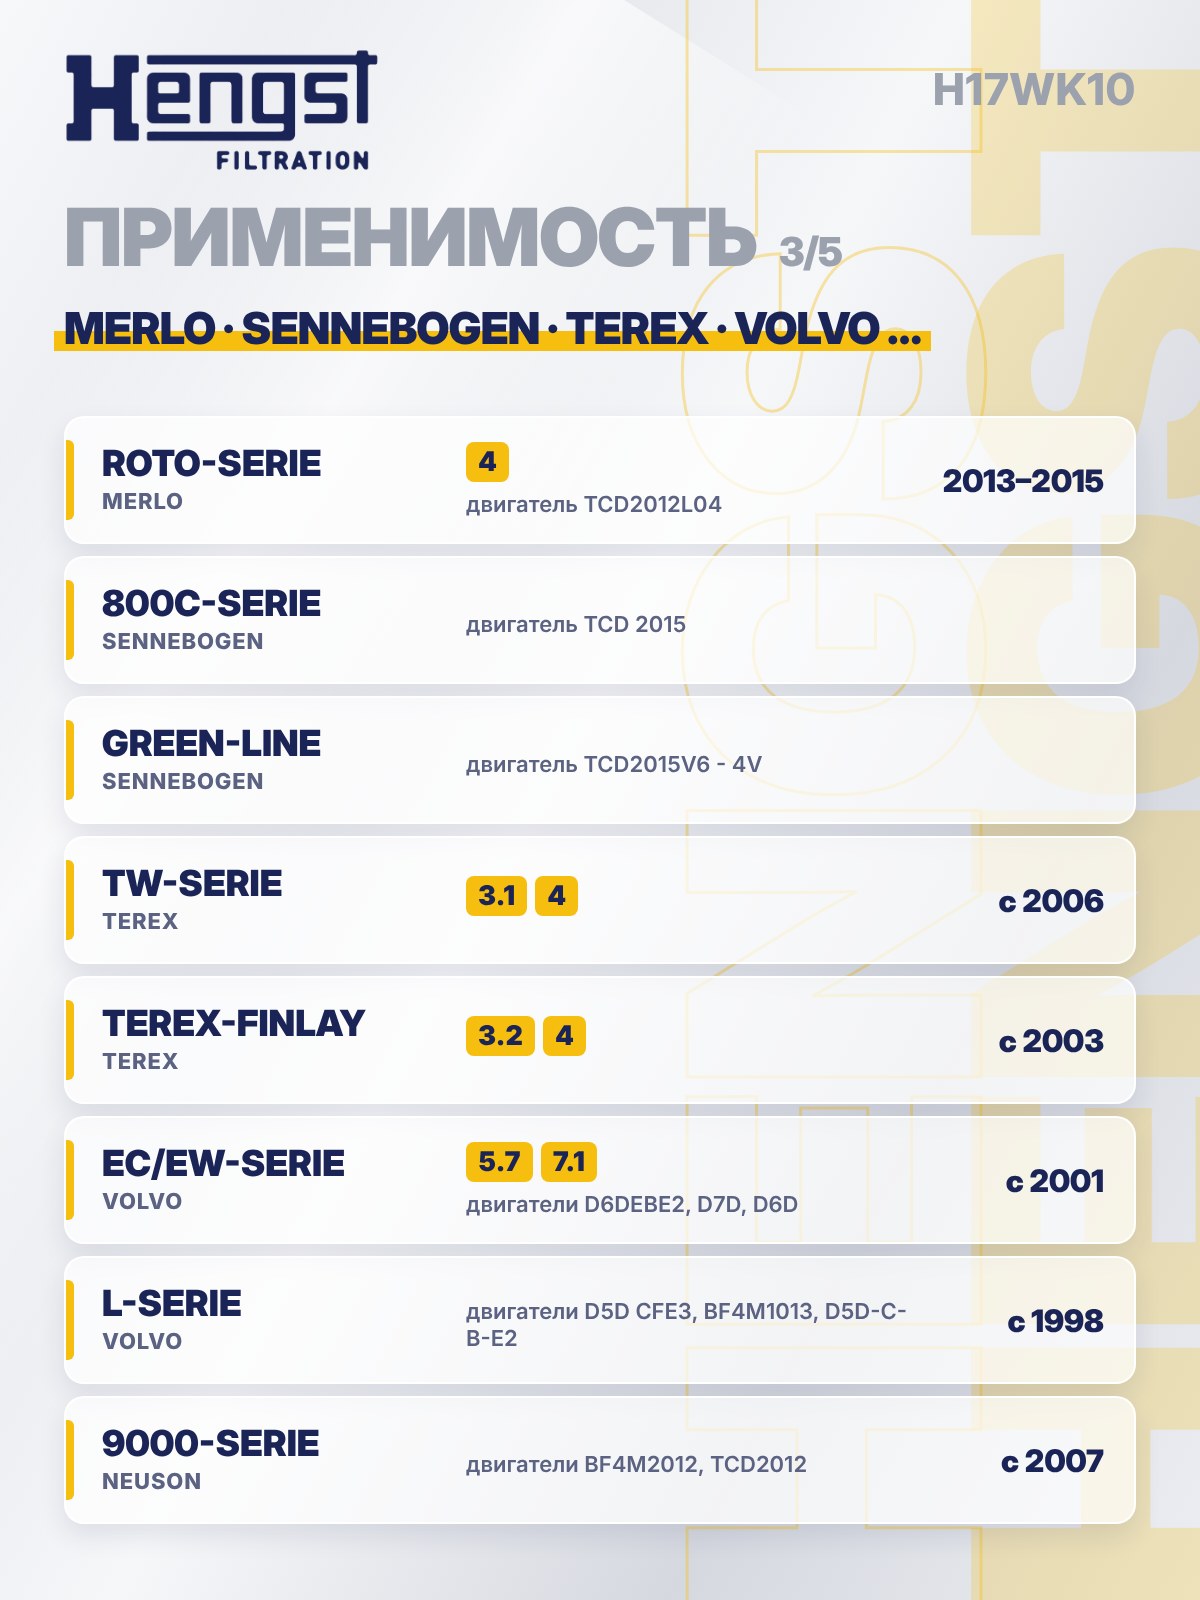 Hengst
FILTRATION
H17WK10
ПРИМЕНИМОСТЬ 3/5
MERLO · SENNEBOGEN · TEREX · VOLVO ...
ROTO-SERIE
MERLO
4
двигатель TCD2012L04
2013–2015
800C-SERIE
SENNEBOGEN
двигатель TCD 2015
GREEN-LINE
SENNEBOGEN
двигатель TCD2015V6 - 4V
TW-SERIE
TEREX
3.1 4
с 2006
TEREX-FINLAY
TEREX
3.2 4
с 2003
EC/EW-SERIE
VOLVO
5.7 7.1
двигатели D6DEBE2, D7D, D6D
с 2001
L-SERIE
VOLVO
двигатели D5D CFE3, BF4M1013, D5D-C-
B-E2
с 1998
9000-SERIE
NEUSON
двигатели BF4M2012, TCD2012
с 2007
HENGST
HENGST